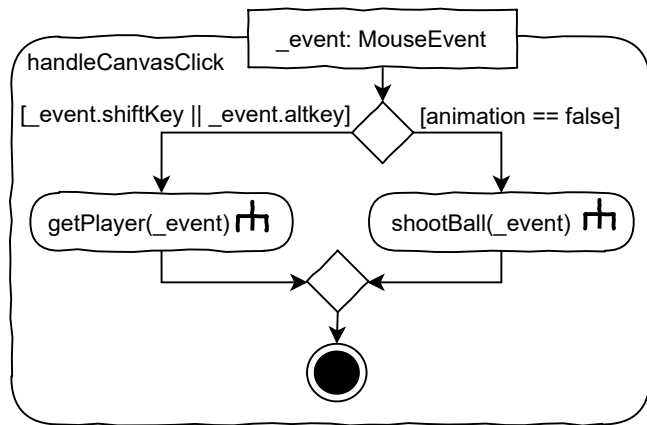 _event: MouseEvent
handleCanvasClick
[_event.shiftKey || _event.altkey]
[animation == false]
getPlayer(_event)
shootBall(_event)